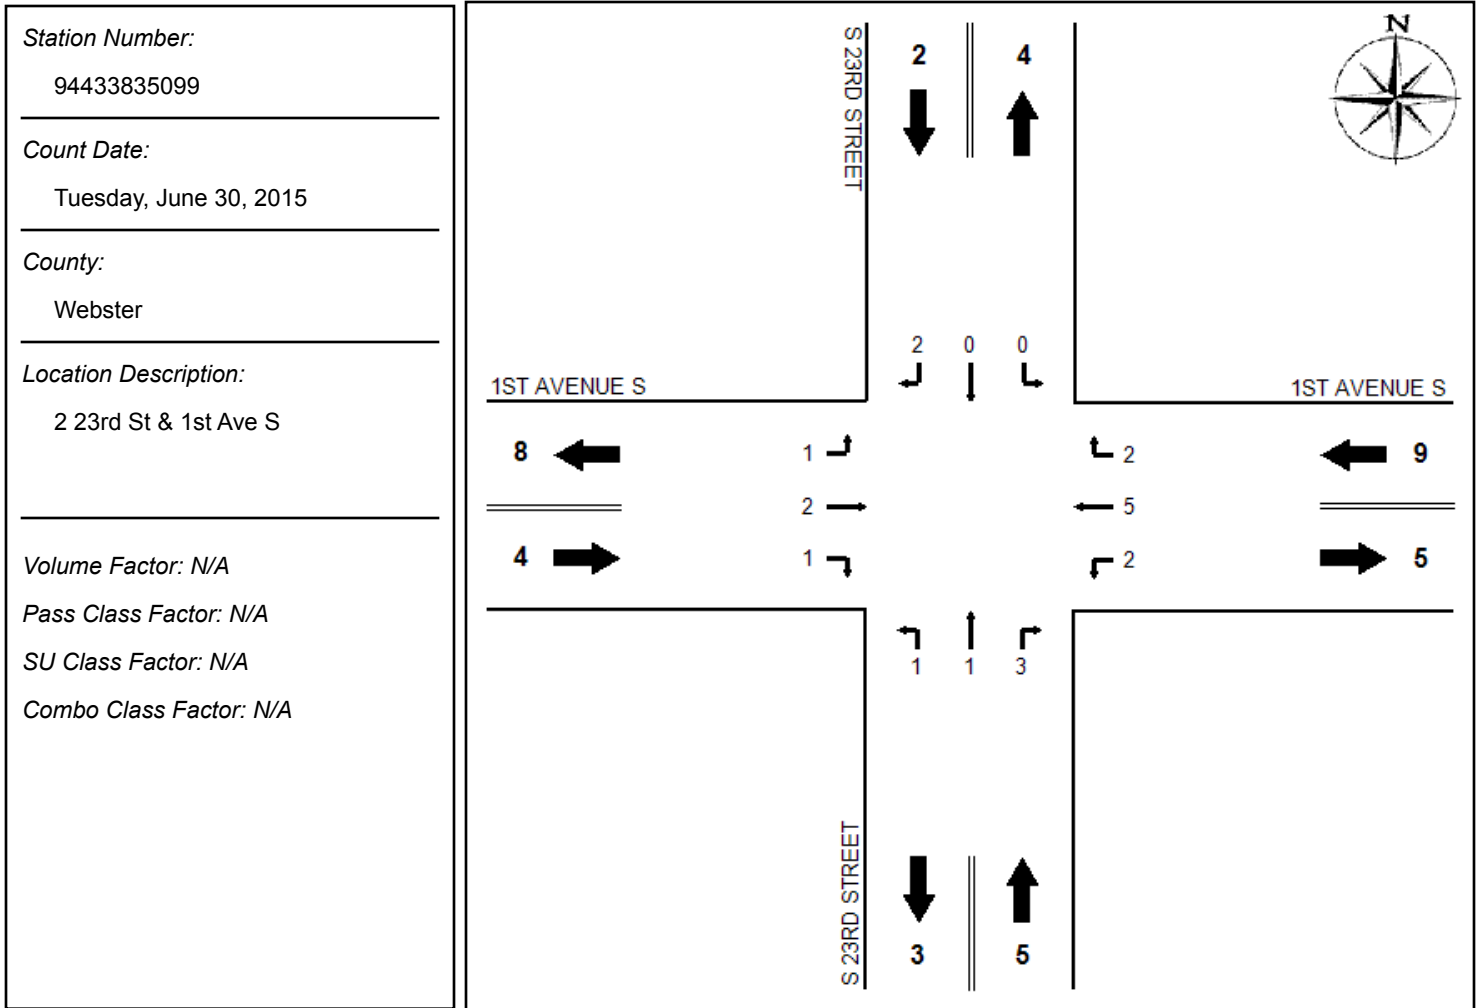 Station Number:
94433835099
Count Date:
Tuesday, June 30, 2015
County:
Webster
Location Description:
2 23rd St & 1st Ave S
Volume Factor: N/A
Pass Class Factor: N/A
SU Class Factor: N/A
Combo Class Factor: N/A
N
S 23RD STREET
2 4
2 0 0
1ST AVENUE S
1ST AVENUE S
8 1 2 9
2 5
4 1 2 5
1 1 3
S 23RD STREET
3 5